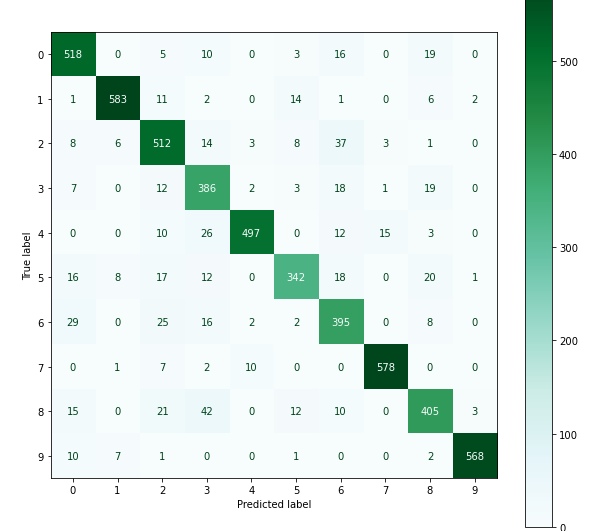 0 518 0 5 10 0 3 16 0 19 0
1 1 583 11 2 0 14 1 0 6 2
2 8 6 512 14 3 8 37 3 1 0
3 7 0 12 386 2 3 18 1 19 0
4 0 0 10 26 497 0 12 15 3 0
5 16 8 17 12 0 342 18 0 20 1
6 29 0 25 16 2 2 395 0 8 0
7 0 1 7 2 10 0 0 578 0 0
8 15 0 21 42 0 12 10 0 405 3
9 10 7 1 0 0 1 0 0 2 568
0 1 2 3 4 5 6 7 8 9
Predicted label
True label
500
400
300
200
100
0